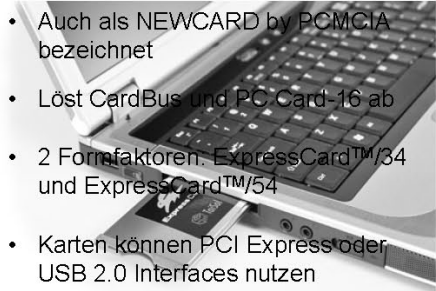 • Auch als NEWCARD by PCMCIA
bezeichnet
• Löst CardBus und PC Card-16 ab
• 2 Formfaktoren: ExpressCard™/34
und ExpressCard™/54
• Karten können PCI Express oder
USB 2.0 Interfaces nutzen
ExpressCard